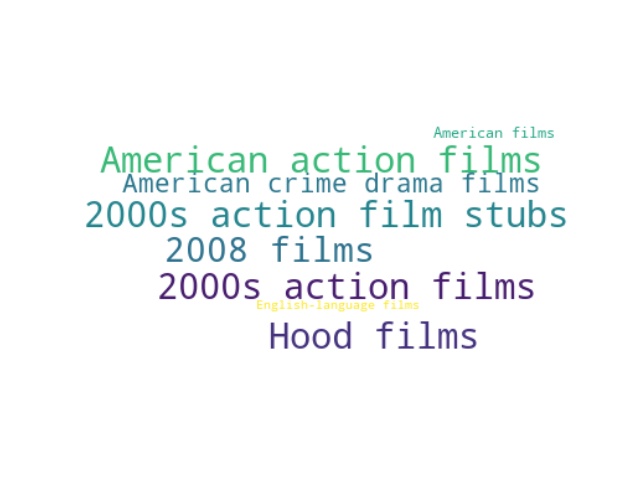 American films
American action films
American crime drama films
2000s action film stubs
2008 films
2000s action films
English-language films
Hood films